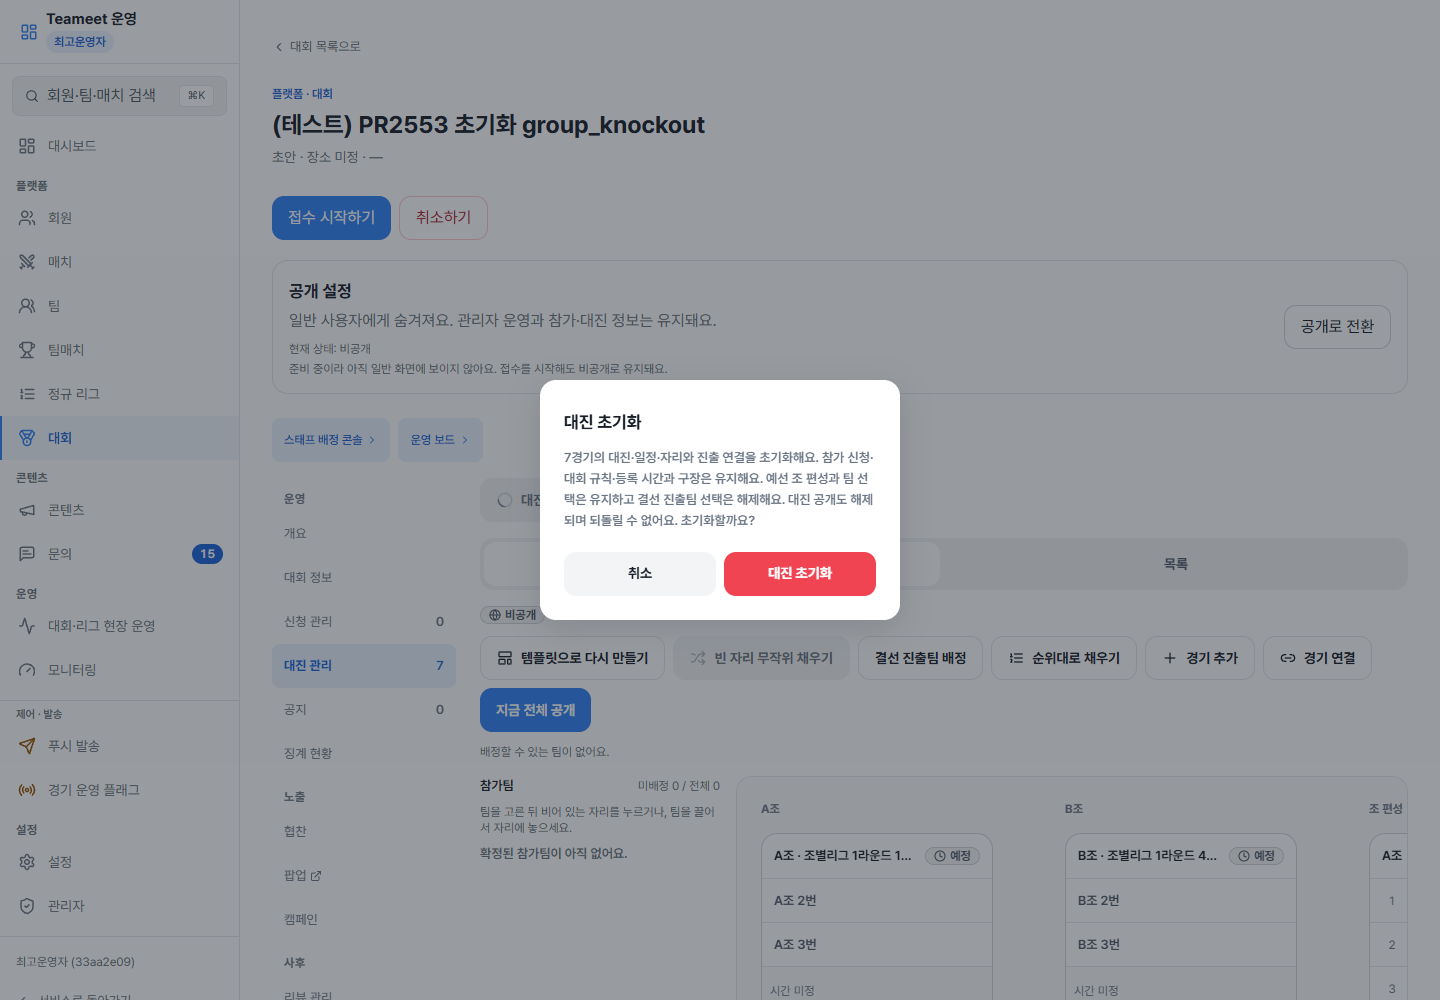 Teameet 운영
최고운영자
회원·팀·매치 검색
⌘K
대시보드
플랫폼
회원
매치
팀
팀매치
정규 리그
대회
콘텐츠
콘텐츠
문의
15
운영
대회·리그 현장 운영
모니터링
제어 · 발송
푸시 발송
경기 운영 플래그
설정
설정
관리자
최고운영자 (33aa2e09)
서비스로 돌아가기
대회 목록으로
플랫폼 · 대회
(테스트) PR2553 초기화 group_knockout
초안 · 장소 미정 · —
접수 시작하기
취소하기
공개 설정
일반 사용자에게 숨겨져요. 관리자 운영과 참가·대진 정보는 유지돼요.
현재 상태: 비공개
준비 중이라 아직 일반 화면에 보이지 않아요. 접수를 시작해도 비공개로 유지돼요.
공개로 전환
스태프 배정 콘솔
운영 보드
운영
개요
대회 정보
신청 관리
0
대진 관리
7
공지
0
징계 현황
노출
협찬
팝업
캠페인
사후
리뷰 관리
대진
목록
비공개
템플릿으로 다시 만들기
빈 자리 무작위 채우기
결선 진출팀 배정
순위대로 채우기
경기 추가
경기 연결
지금 전체 공개
배정할 수 있는 팀이 없어요.
참가팀
미배정 0 / 전체 0
팀을 고른 뒤 비어 있는 자리를 누르거나, 팀을 끌어
서 자리에 놓으세요.
확정된 참가팀이 아직 없어요.
A조
A조 · 조별리그 1라운드 1...
예정
A조 2번
A조 3번
시간 미정
B조
B조 · 조별리그 1라운드 4...
예정
B조 2번
B조 3번
시간 미정
조 편성
A조
1
2
3
대진 초기화
7경기의 대진·일정·자리와 진출 연결을 초기화해요. 참가 신청·
대회 규칙·등록 시간과 구장은 유지해요. 예선 조 편성과 팀 선
택은 유지하고 결선 진출팀 선택은 해제해요. 대진 공개도 해제
되며 되돌릴 수 없어요. 초기화할까요?
취소
대진 초기화